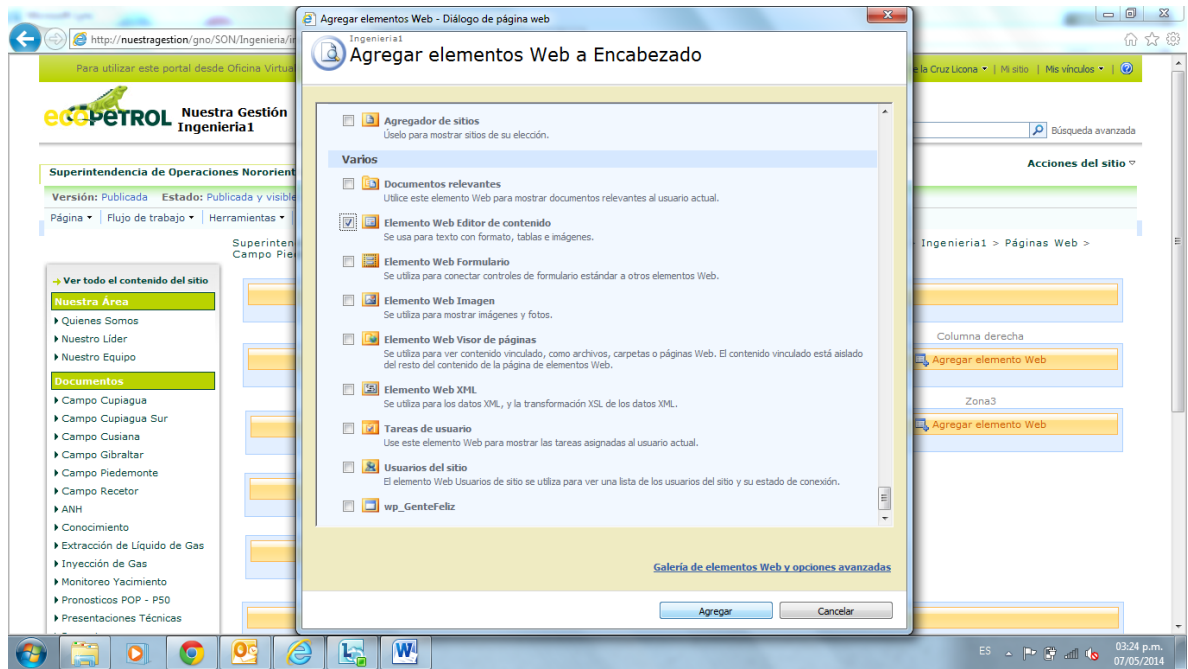 Agregar elementos Web - Diálogo de página web
http://nuestragestion/gno/SON/Ingenieria/in
Ingenieria1
Agregar elementos Web a Encabezado
Para utilizar este portal desde Oficina Virtual
e la Cruz Licona
Mi sitio
Mis vínculos
ecopetrol
Nuestra Gestión
Ingenieria1
Búsqueda avanzada
Acciones del sitio
Superintendencia de Operaciones Nororient
Versión: Publicada Estado: Publicada y visible
Página
Flujo de trabajo
Herramientas
Superinten
Campo Pie
Ingenieria1 > Páginas Web >
Agregador de sitios
Úselo para mostrar sitios de su elección.
Varios
Documentos relevantes
Utilice este elemento Web para mostrar documentos relevantes al usuario actual.
Elemento Web Editor de contenido
Se usa para texto con formato, tablas e imágenes.
Elemento Web Formulario
Se utiliza para conectar controles de formulario estándar a otros elementos Web.
Elemento Web Imagen
Se utiliza para mostrar imágenes y fotos.
Elemento Web Visor de páginas
Se utiliza para ver contenido vinculado, como archivos, carpetas o páginas Web. El contenido vinculado está aislado
del resto del contenido de la página de elementos Web.
Elemento Web XML
Se utiliza para los datos XML, y la transformación XSL de los datos XML.
Tareas de usuario
Use este elemento Web para mostrar las tareas asignadas al usuario actual.
Usuarios del sitio
El elemento Web Usuarios de sitio se utiliza para ver una lista de los usuarios del sitio y su estado de conexión.
wp_GenteFeliz
Galería de elementos Web y opciones avanzadas
Agregar
Cancelar
Ver todo el contenido del sitio
Nuestra Área
Quienes Somos
Nuestro Líder
Nuestro Equipo
Documentos
Campo Cupiagua
Campo Cupiagua Sur
Campo Cusiana
Campo Gibraltar
Campo Piedemonte
Campo Recetor
ANH
Conocimiento
Extracción de Líquido de Gas
Inyección de Gas
Monitoreo Yacimiento
Pronosticos POP - P50
Presentaciones Técnicas
Columna derecha
Agregar elemento Web
Zona3
Agregar elemento Web
ES
03:24 p.m.
07/05/2014